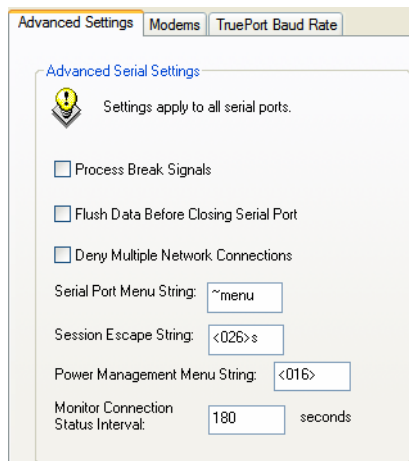 Advanced Settings Modems TruePort Baud Rate
Advanced Serial Settings
Settings apply to all serial ports.
Process Break Signals
Flush Data Before Closing Serial Port
Deny Multiple Network Connections
Serial Port Menu String: ~menu
Session Escape String: <026>s
Power Management Menu String: <016>
Monitor Connection
Status Interval: 180 seconds